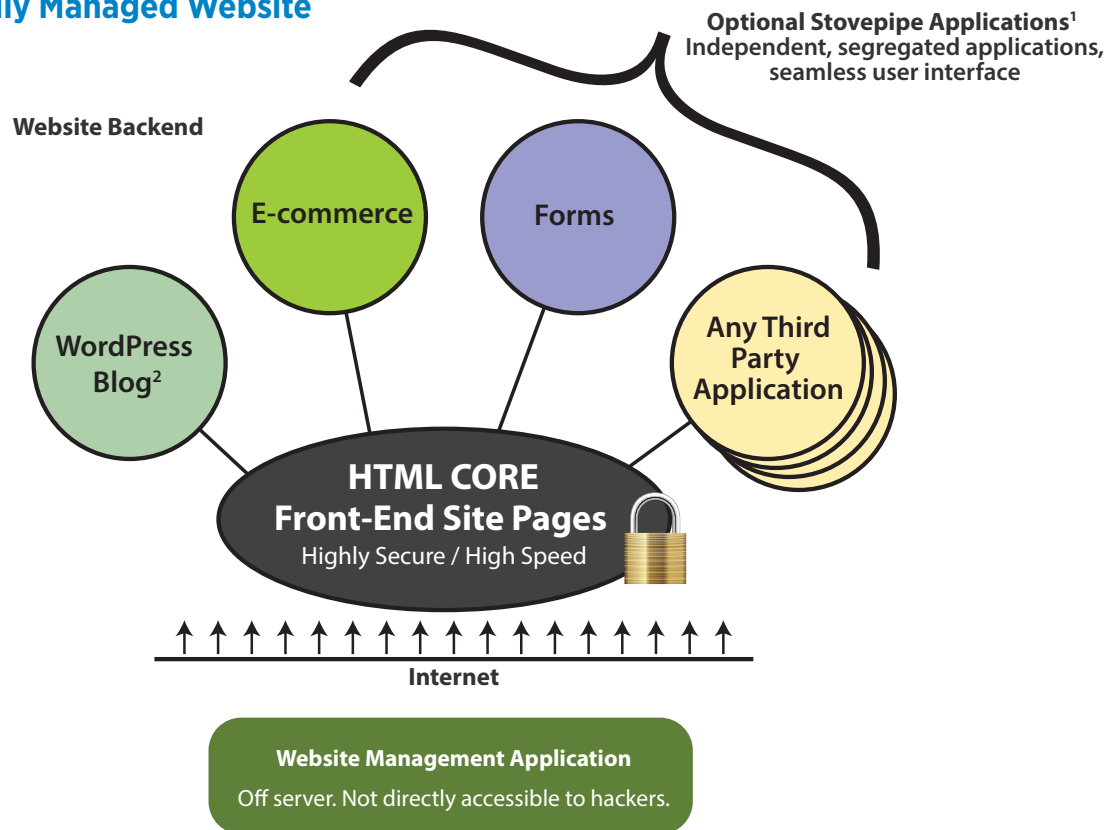 ly Managed Website
Optional Stovepipe Applications¹
Independent, segregated applications,
seamless user interface
Website Backend
E-commerce
Forms
WordPress
Blog²
Any Third
Party
Application
HTML CORE
Front-End Site Pages
Highly Secure / High Speed
Internet
Website Management Application
Off server. Not directly accessible to hackers.